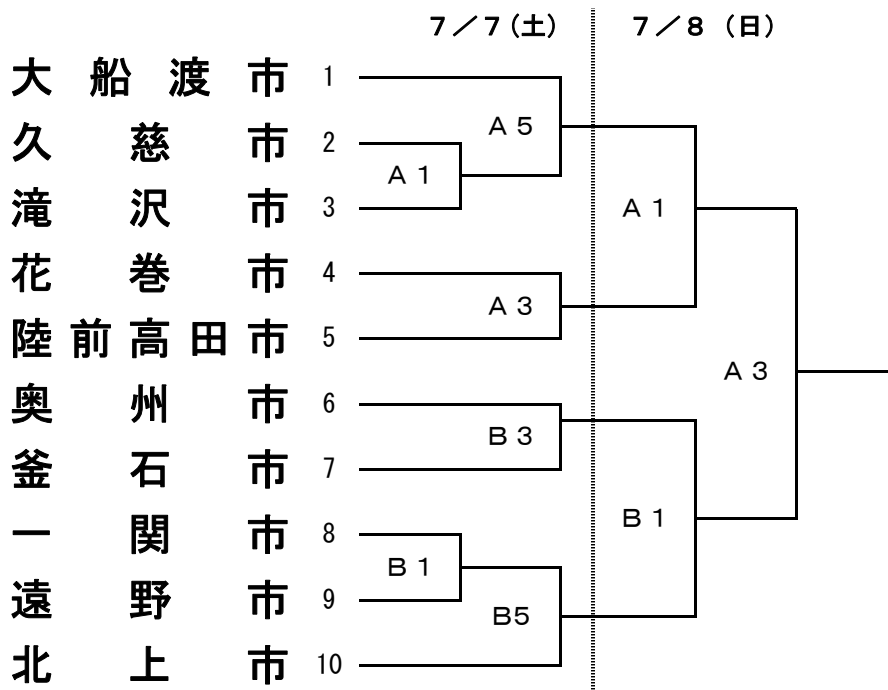 7／7(土) 7／8 (日)
大船渡市 1
A5
久慈市 2
A1
滝沢市 3
A1
花巻市 4
A3
陸前高田市 5
A3
奥州市 6
B3
釜石市 7
B1
一関市 8
B1
遠野市 9
B5
北上市 10